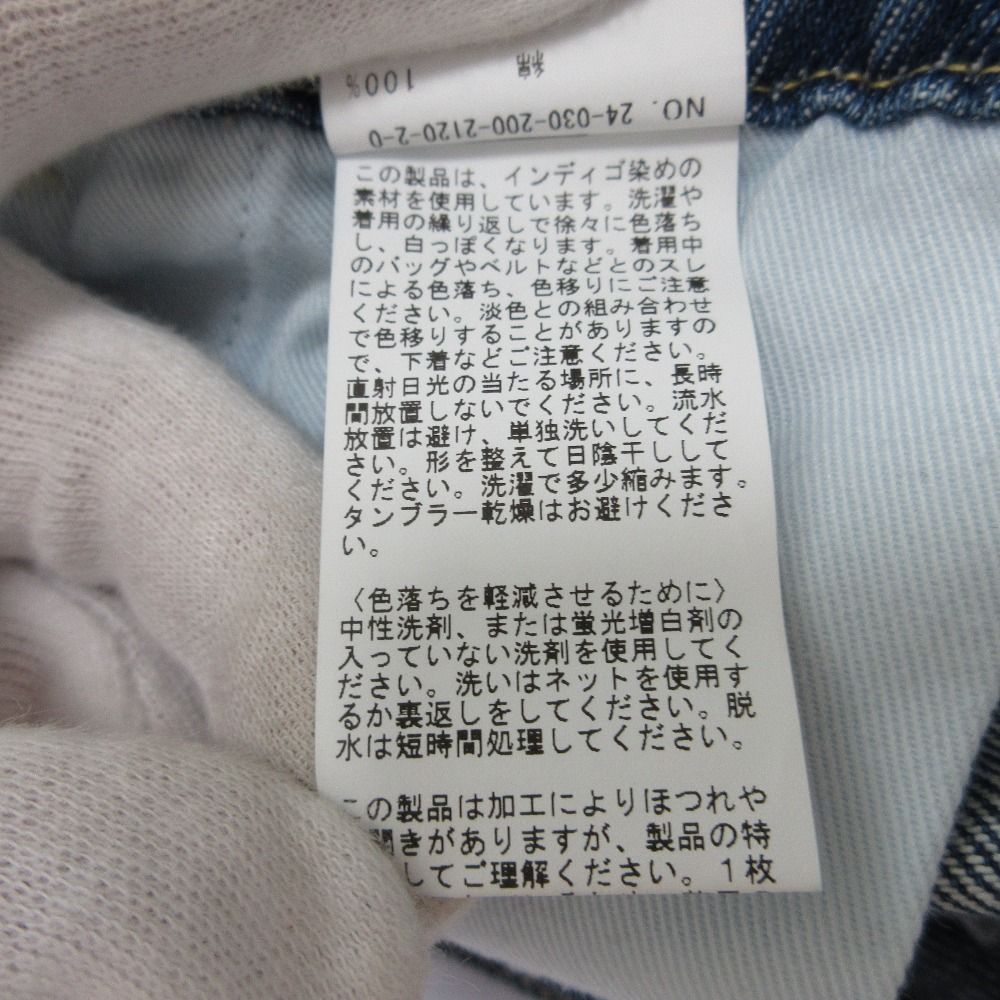 綿 100%
NO. 24-030-200-2120-2-0
この製品は、インディゴ染めの
素材を使用しています。洗濯や
着用の繰り返しで徐々に色落ち
し、白っぽくなります。着用中
のバッグやベルトなどとのスレ
による色落ち、色移りにご注意
ください。淡色との組み合わせ
で色移りすることがありますの
で、下着などご注意ください。
直射日光の当たる場所に、長時
間放置しないでください。流水
放置は避け、単独洗いしてくだ
さい。形を整えて日陰干しして
ください。洗濯で多少縮みます。
タンブラー乾燥はお避けくださ
い。
〈色落ちを軽減させるために〉
中性洗剤、または蛍光増白剤の
入っていない洗剤を使用してく
ださい。洗いはネットを使用す
るか裏返しをしてください。脱
水は短時間処理してください。
この製品は加工によりほつれや
開きがありますが、製品の特
してご理解ください。1枚